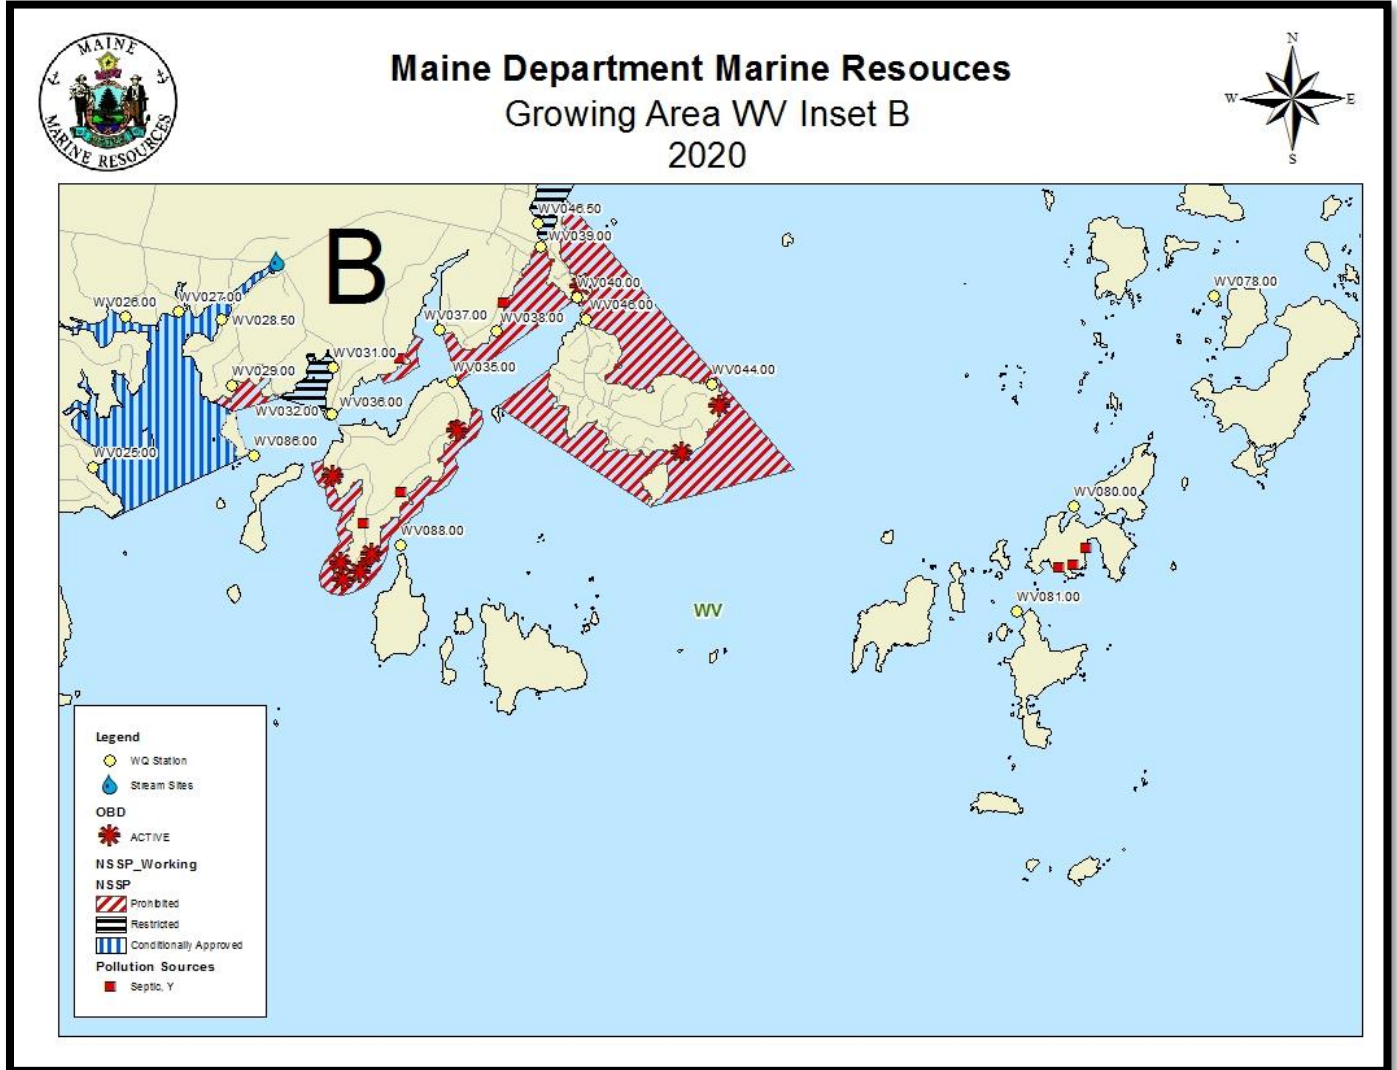 MAINE
MARINE RESOURCES
Maine Department Marine Resouces
Growing Area WV Inset B
2020
N
W E
S
B
WV046.50
WV039.00
WV040.00
WV046.00
WV026.00
WV027.00
WV028.50
WV037.00
WV038.00
WV078.00
WV031.00
WV029.00
WV035.00
WV044.00
WV032.00
WV036.00
WV086.00
WV025.00
WV080.00
WV088.00
WV081.00
WV
Legend
WQ Station
Stream Sites
OBD
ACTIVE
NSSP_Working
NSSP
Prohibited
Restricted
Conditionally Approved
Pollution Sources
Septic, Y